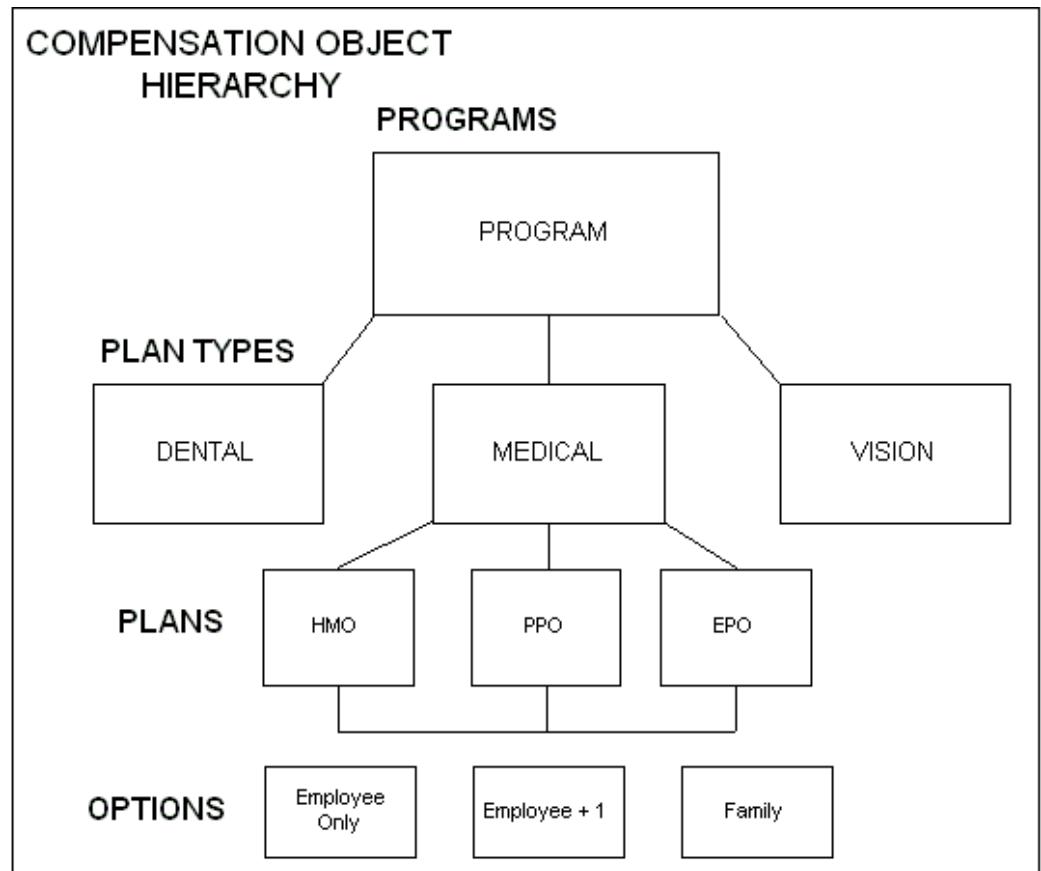 COMPENSATION OBJECT
HIERARCHY
PROGRAMS
PROGRAM
PLAN TYPES
DENTAL
MEDICAL
VISION
PLANS
HMO
PPO
EPO
OPTIONS
Employee
Only
Employee + 1
Family